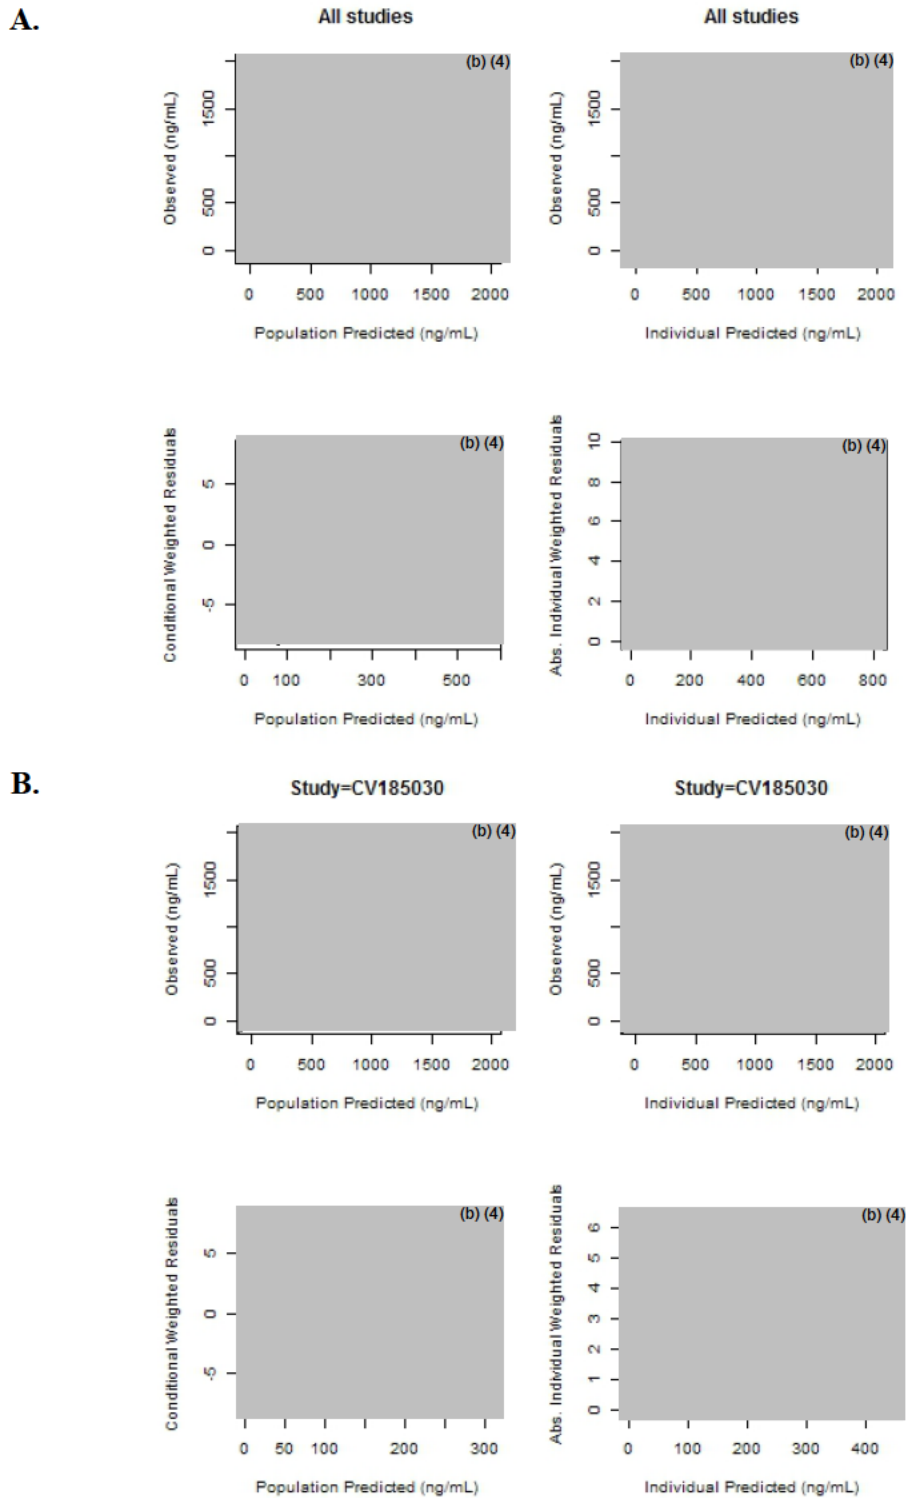 A.
All studies
All studies
(b) (4)
Observed (ng/mL)
1500
500
0
0 500 1000 1500 2000
Population Predicted (ng/mL)
(b) (4)
Observed (ng/mL)
1500
500
0
0 500 1000 1500 2000
Individual Predicted (ng/mL)
(b) (4)
Conditional Weighted Residuals
5
0
-5
0 100 300 500
Population Predicted (ng/mL)
(b) (4)
Abs. Individual Weighted Residuals
10
8
6
4
2
0
0 200 400 600 800
Individual Predicted (ng/mL)
B.
Study=CV185030
Study=CV185030
(b) (4)
Observed (ng/mL)
1500
500
0
0 500 1000 1500 2000
Population Predicted (ng/mL)
(b) (4)
Observed (ng/mL)
1500
500
0
0 500 1000 1500 2000
Individual Predicted (ng/mL)
(b) (4)
Conditional Weighted Residuals
5
0
-5
0 50 100 200 300
Population Predicted (ng/mL)
(b) (4)
Abs. Individual Weighted Residuals
6
5
4
3
2
1
0
0 100 200 300 400
Individual Predicted (ng/mL)